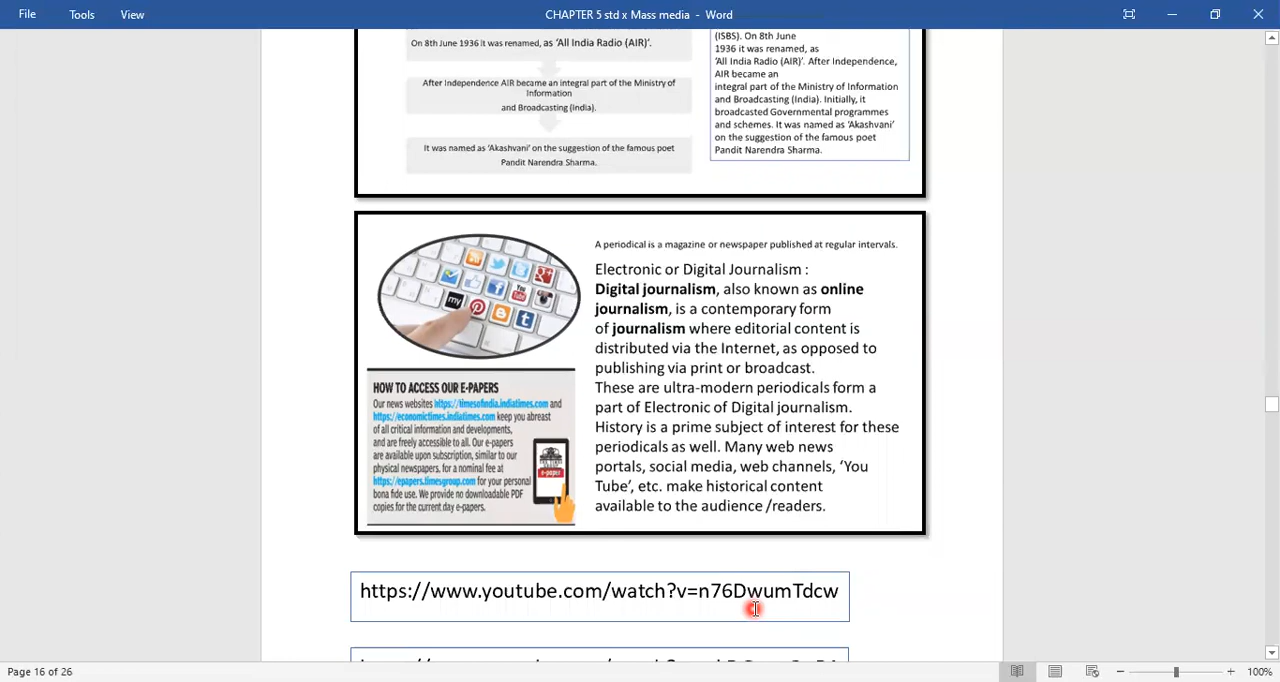 File Tools View CHAPTER 5 std x Mass media - Word
On 8th June 1936 it was renamed, as 'All India Radio (AIR)'.
After Independence AIR became an integral part of the Ministry of
Information
and Broadcasting (India).
It was named as 'Akashvani' on the suggestion of the famous poet
Pandit Narendra Sharma.
(ISBS). On 8th June
1936 it was renamed, as
'All India Radio (AIR)'. After Independence,
AIR became an
integral part of the Ministry of Information
and Broadcasting (India). Initially, it
broadcasted Governmental programmes
and schemes. It was named as 'Akashvani'
on the suggestion of the famous poet
Pandit Narendra Sharma.
my
You
Tube
HOW TO ACCESS OUR E-PAPERS
Our news websites https://timesofindia.indiatimes.com and
https://economictimes.indiatimes.com keep you abreast
of all critical information and developments,
and are freely accessible to all. Our e-papers
are available upon subscription, similar to our
physical newspapers, for a nominal fee at
https://epapers.timesgroup.com for your personal
bona fide use. We provide no downloadable PDF
copies for the current day e-papers.
e-paper
A periodical is a magazine or newspaper published at regular intervals.
Electronic or Digital Journalism :
Digital journalism, also known as online
journalism, is a contemporary form
of journalism where editorial content is
distributed via the Internet, as opposed to
publishing via print or broadcast.
These are ultra-modern periodicals form a
part of Electronic of Digital journalism.
History is a prime subject of interest for these
periodicals as well. Many web news
portals, social media, web channels, 'You
Tube', etc. make historical content
available to the audience /readers.
https://www.youtube.com/watch?v=n76DwumTdcw
Page 16 of 26
100%